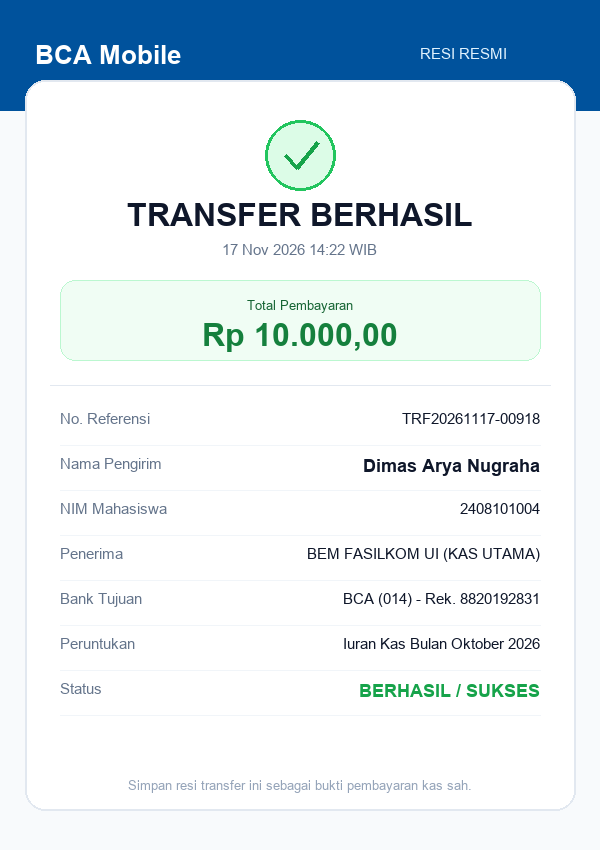 BCA Mobile
RESI RESMI
TRANSFER BERHASIL
17 Nov 2026 14:22 WIB
Total Pembayaran
Rp 10.000,00
No. Referensi TRF20261117-00918
Nama Pengirim Dimas Arya Nugraha
NIM Mahasiswa 2408101004
Penerima BEM FASILKOM UI (KAS UTAMA)
Bank Tujuan BCA (014) - Rek. 8820192831
Peruntukan Iuran Kas Bulan Oktober 2026
Status BERHASIL / SUKSES
Simpan resi transfer ini sebagai bukti pembayaran kas sah.